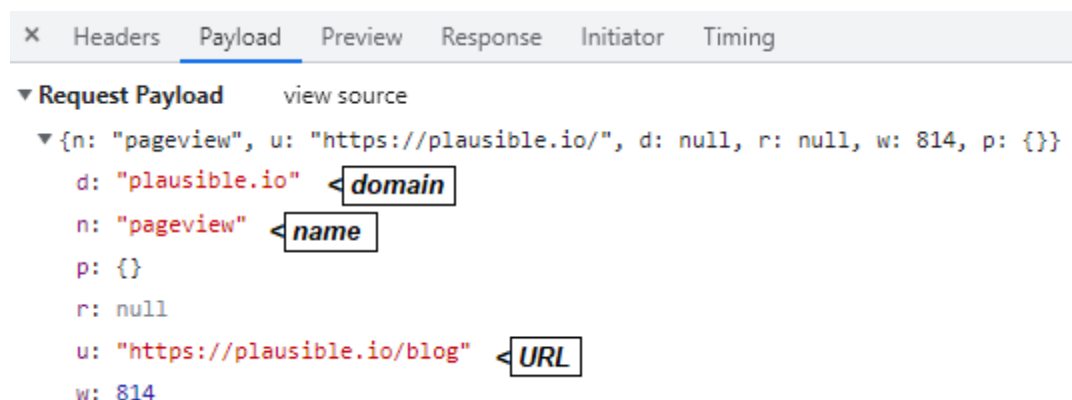 × Headers Payload Preview Response Initiator Timing
▼ Request Payload view source
▼ {n: "pageview", u: "https://plausible.io/", d: null, r: null, w: 814, p: {}}
d: "plausible.io" < domain
n: "pageview" < name
p: {}
r: null
u: "https://plausible.io/blog" < URL
w: 814